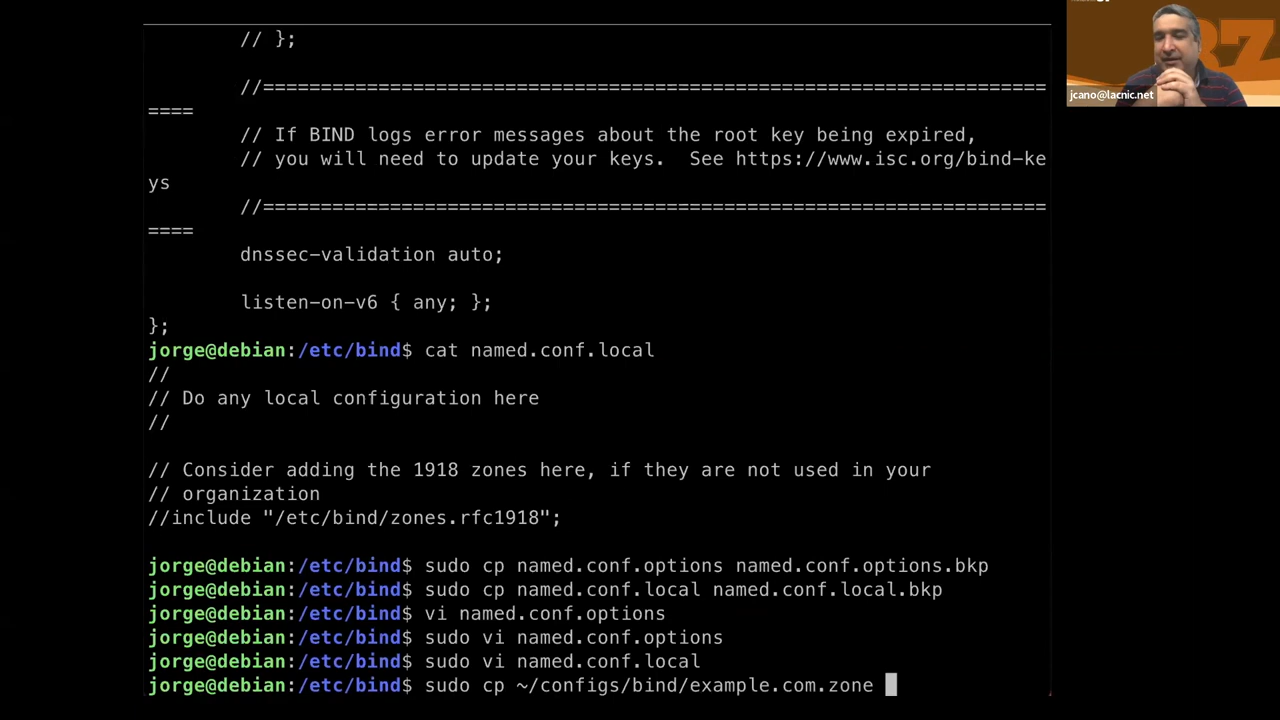 // };
//====================================================================
====
// If BIND logs error messages about the root key being expired,
// you will need to update your keys.  See https://www.isc.org/bind-ke
ys
//====================================================================
====
dnssec-validation auto;
listen-on-v6 { any; };
};
jorge@debian:/etc/bind$ cat named.conf.local
//
// Do any local configuration here
//
// Consider adding the 1918 zones here, if they are not used in your
// organization
//include "/etc/bind/zones.rfc1918";
jorge@debian:/etc/bind$ sudo cp named.conf.options named.conf.options.bkp
jorge@debian:/etc/bind$ sudo cp named.conf.local named.conf.local.bkp
jorge@debian:/etc/bind$ vi named.conf.options
jorge@debian:/etc/bind$ sudo vi named.conf.options
jorge@debian:/etc/bind$ sudo vi named.conf.local
jorge@debian:/etc/bind$ sudo cp ~/configs/bind/example.com.zone
jcano@lacnic.net